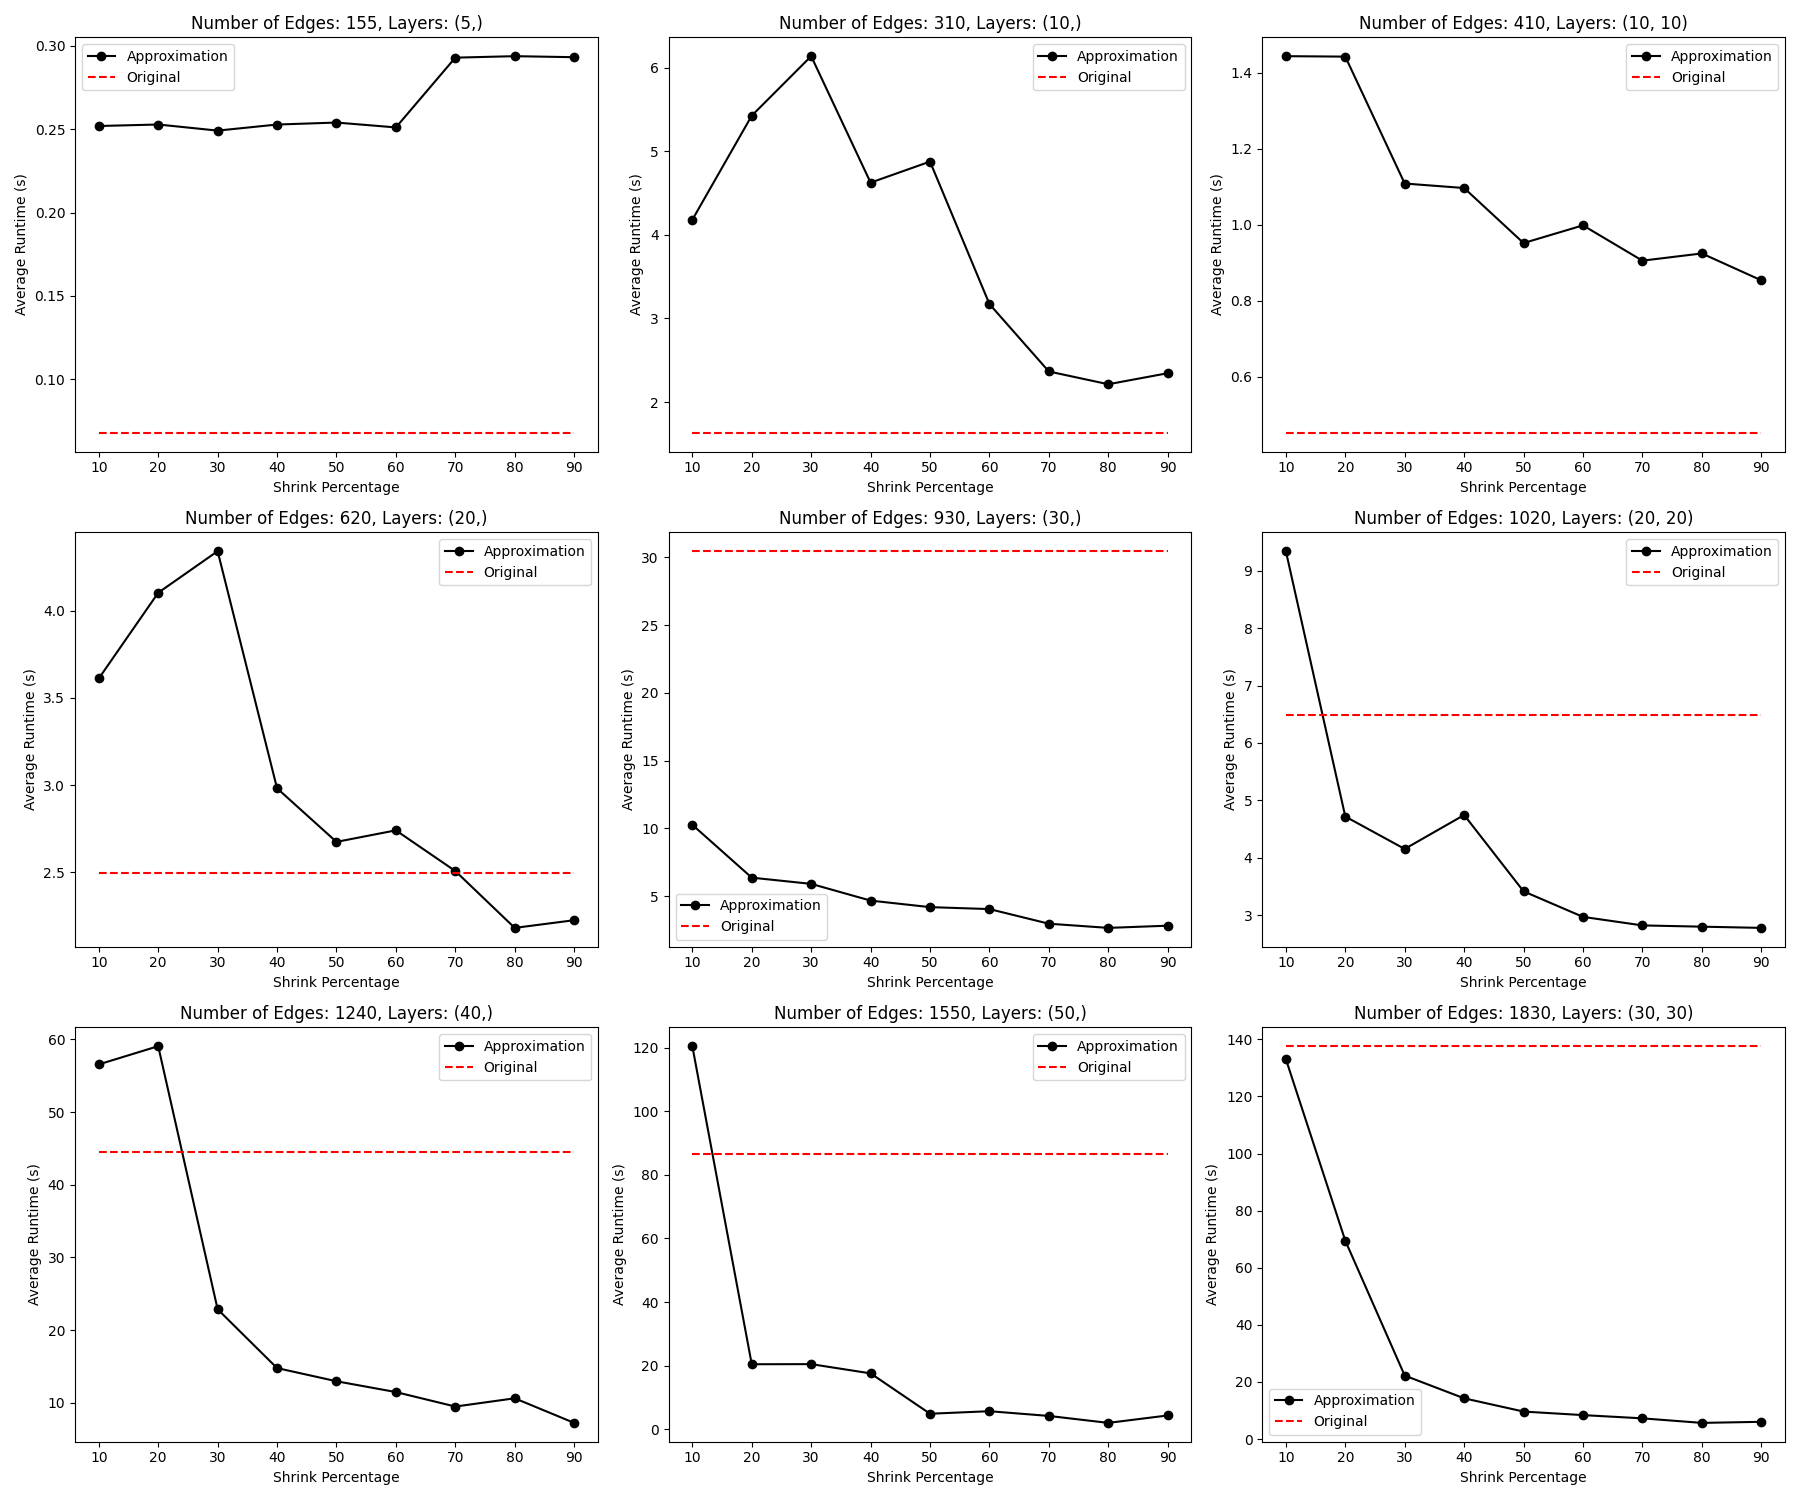 Number of Edges: 155, Layers: (5,)
Approximation
Original
0.30
0.25
0.20
0.15
0.10
Average Runtime (s)
10 20 30 40 50 60 70 80 90
Shrink Percentage
Number of Edges: 310, Layers: (10,)
Approximation
Original
6
5
4
3
2
Average Runtime (s)
10 20 30 40 50 60 70 80 90
Shrink Percentage
Number of Edges: 410, Layers: (10, 10)
Approximation
Original
1.4
1.2
1.0
0.8
0.6
Average Runtime (s)
10 20 30 40 50 60 70 80 90
Shrink Percentage
Number of Edges: 620, Layers: (20,)
Approximation
Original
4.0
3.5
3.0
2.5
Average Runtime (s)
10 20 30 40 50 60 70 80 90
Shrink Percentage
Number of Edges: 930, Layers: (30,)
30
25
20
15
10
5
Average Runtime (s)
Approximation
Original
10 20 30 40 50 60 70 80 90
Shrink Percentage
Number of Edges: 1020, Layers: (20, 20)
Approximation
Original
9
8
7
6
5
4
3
Average Runtime (s)
10 20 30 40 50 60 70 80 90
Shrink Percentage
Number of Edges: 1240, Layers: (40,)
Approximation
Original
60
50
40
30
20
10
Average Runtime (s)
10 20 30 40 50 60 70 80 90
Shrink Percentage
Number of Edges: 1550, Layers: (50,)
Approximation
Original
120
100
80
60
40
20
0
Average Runtime (s)
10 20 30 40 50 60 70 80 90
Shrink Percentage
Number of Edges: 1830, Layers: (30, 30)
140
120
100
80
60
40
20
0
Average Runtime (s)
Approximation
Original
10 20 30 40 50 60 70 80 90
Shrink Percentage